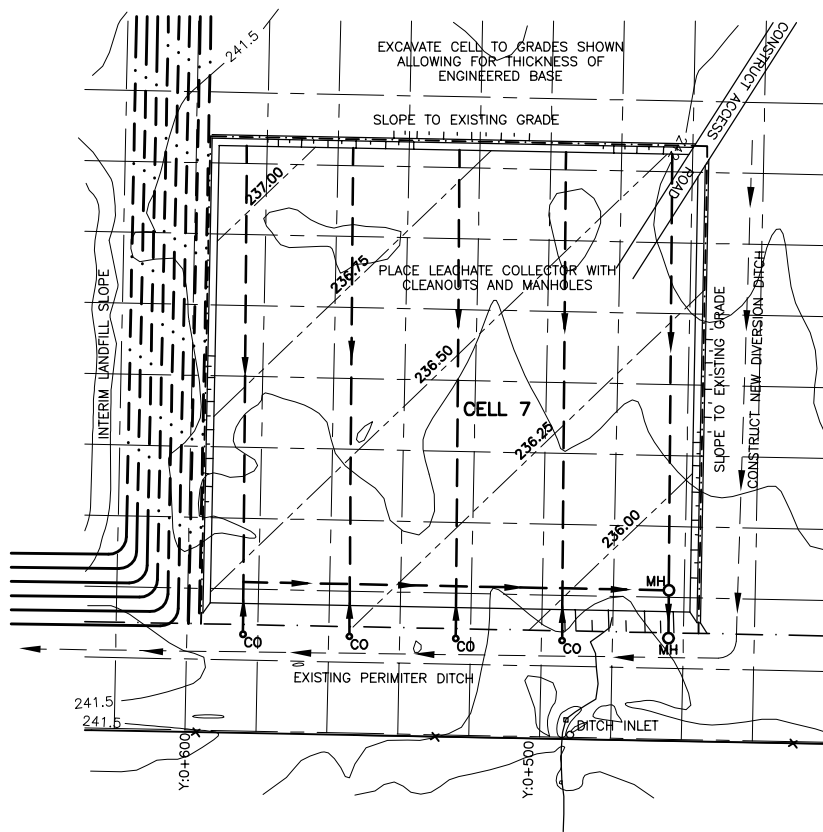 241.5
EXCAVATE CELL TO GRADES SHOWN
ALLOWING FOR THICKNESS OF
ENGINEERED BASE
CONSTRUCT ACCESS
ROAD
SLOPE TO EXISTING GRADE
237.00
236.75
PLACE LEACHATE COLLECTOR WITH
CLEANOUTS AND MANHOLES
INTERIM LANDFILL SLOPE
236.50
CELL 7
236.25
236.00
SLOPE TO EXISTING GRADE
CONSTRUCT NEW DIVERSION DITCH
MH
CO
CO
CO
CO
MH
EXISTING PERIMITER DITCH
241.5
241.5
DITCH INLET
Y:0+600
Y:0+500